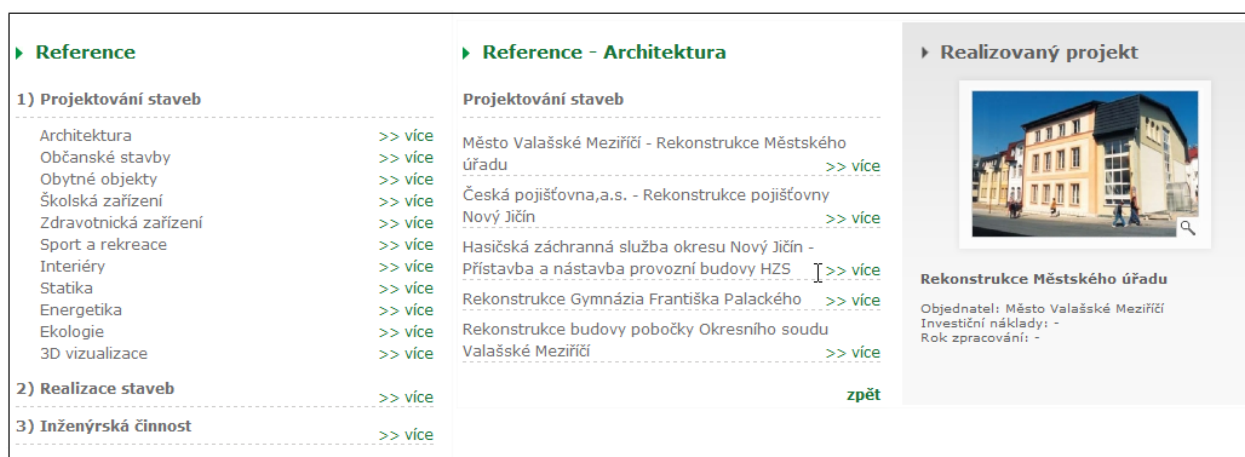 Reference
1) Projektování staveb
Architektura >> více
Občanské stavby >> více
Obytné objekty >> více
Školská zařízení >> více
Zdravotnická zařízení >> více
Sport a rekreace >> více
Interiéry >> více
Statika >> více
Energetika >> více
Ekologie >> více
3D vizualizace >> více
2) Realizace staveb >> více
3) Inženýrská činnost >> více
Reference - Architektura
Projektování staveb
Město Valašské Meziříčí - Rekonstrukce Městského
úřadu >> více
Česká pojišťovna,a.s. - Rekonstrukce pojišťovny
Nový Jičín >> více
Hasičská záchranná služba okresu Nový Jičín -
Přístavba a nástavba provozní budovy HZS >> více
Rekonstrukce Gymnázia Františka Palackého >> více
Rekonstrukce budovy pobočky Okresního soudu
Valašské Meziříčí >> více
zpět
Realizovaný projekt
Rekonstrukce Městského úřadu
Objednatel: Město Valašské Meziříčí
Investiční náklady: -
Rok zpracování: -